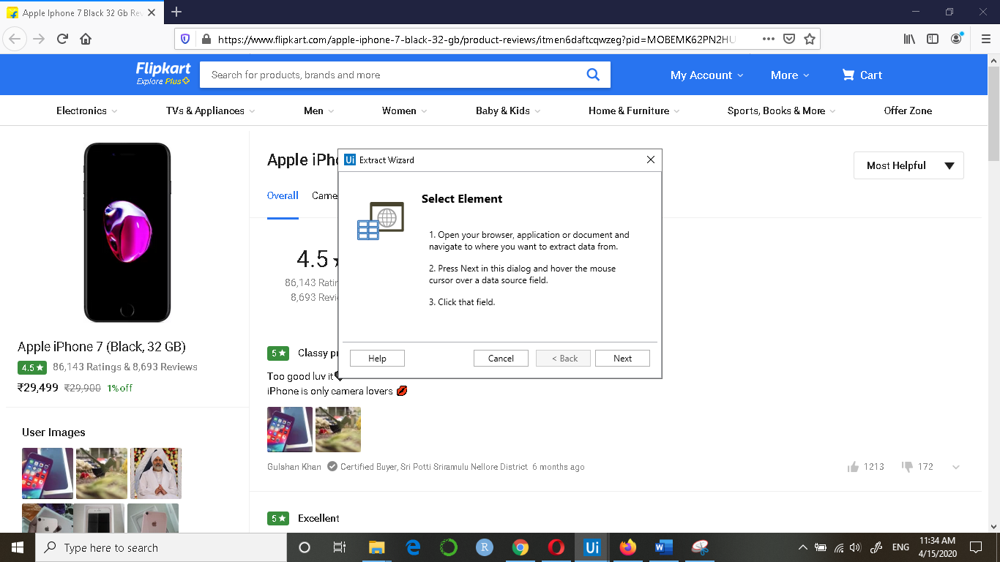 Apple Iphone 7 Black 32 Gb Rev
https://www.flipkart.com/apple-iphone-7-black-32-gb/product-reviews/itmen6daftcqwzeg?pid=MOBEMK62PN2HU
Flipkart
Explore Plus
Search for products, brands and more
My Account
More
Cart
Electronics
TVs & Appliances
Men
Women
Baby & Kids
Home & Furniture
Sports, Books & More
Offer Zone
Apple iPh
Most Helpful
Overall
Came
4.5
86,143 Ratin
8,693 Revi
Ui Extract Wizard
Select Element
1. Open your browser, application or document and
navigate to where you want to extract data from.
2. Press Next in this dialog and hover the mouse
cursor over a data source field.
3. Click that field.
Help
Cancel
< Back
Next
Apple iPhone 7 (Black, 32 GB)
4.5★ 86,143 Ratings & 8,693 Reviews
₹29,499 ₹29,900 1% off
User Images
5★ Classy pr
Too good luv it
iPhone is only camera lovers 💋
Gulshan Khan Certified Buyer, Sri Potti Sriramulu Nellore District 6 months ago
1213
172
5★ Excellent
Type here to search
Ui
ENG
11:34 AM
4/15/2020